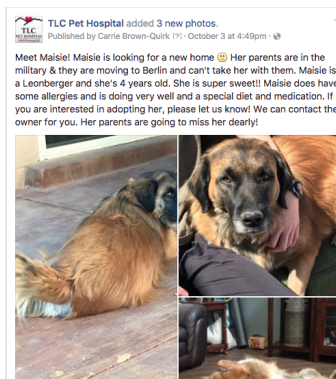 TLC Pet Hospital added 3 new photos.
TLC
PET HOSPITAL
Published by Carrie Brown-Quirk [?] · October 3 at 4:49pm ·
Meet Maisie! Maisie is looking for a new home 🙂 Her parents are in the
military & they are moving to Berlin and can't take her with them. Maisie is
a Leonberger and she's 4 years old. She is super sweet!! Maisie does have
some allergies and is doing very well and a special diet and medication. If
you are interested in adopting her, please let us know! We can contact the
owner for you. Her parents are going to miss her dearly!